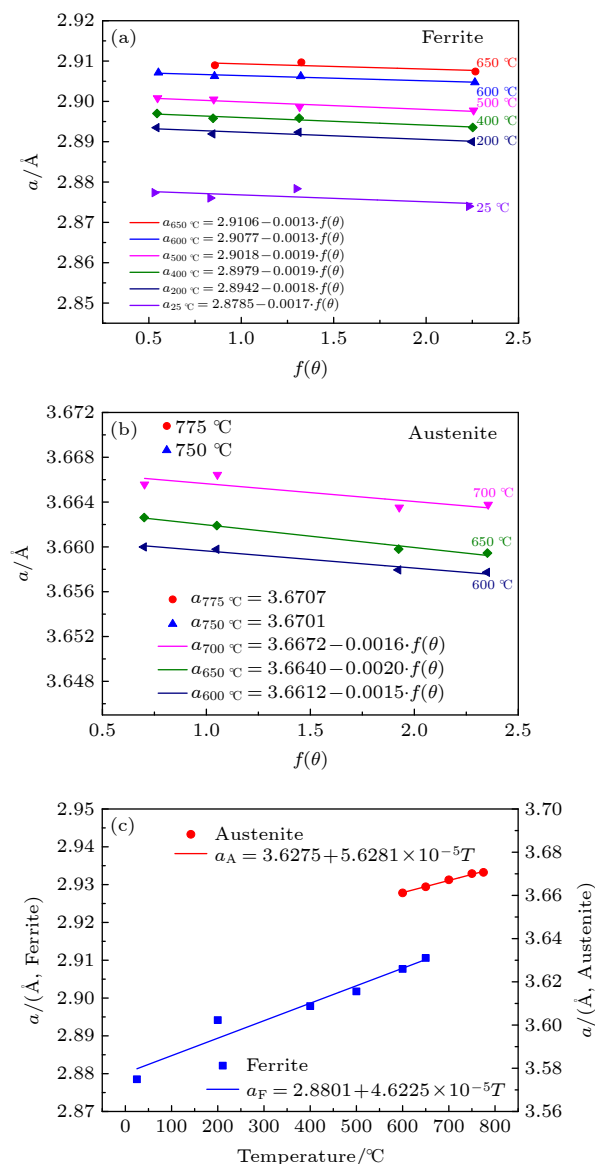 (a)
Ferrite
2.92
2.91
2.90
2.89
2.88
2.87
2.86
2.85
a/Å
650 ℃
600 ℃
500 ℃
400 ℃
200 ℃
25 ℃
a650 ℃ = 2.9106−0.0013·f(θ)
a600 ℃ = 2.9077−0.0013·f(θ)
a500 ℃ = 2.9018−0.0019·f(θ)
a400 ℃ = 2.8979−0.0019·f(θ)
a200 ℃ = 2.8942−0.0018·f(θ)
a25 ℃ = 2.8785−0.0017·f(θ)
0.5 1.0 1.5 2.0 2.5
f(θ)
(b)
Austenite
775 ℃
750 ℃
3.672
3.666
3.664
3.660
3.658
3.652
3.648
a/Å
700 ℃
650 ℃
600 ℃
a775 ℃ = 3.6707
a750 ℃ = 3.6701
a700 ℃ = 3.6672−0.0016·f(θ)
a650 ℃ = 3.6640−0.0020·f(θ)
a600 ℃ = 3.6612−0.0015·f(θ)
0.5 1.0 1.5 2.0 2.5
f(θ)
(c)
2.95
2.94
2.93
2.91
2.90
2.88
2.87
a/(Å, Ferrite)
Austenite
aA = 3.6275+5.6281×10−5T
Ferrite
aF = 2.8801+4.6225×10−5T
3.70
3.68
3.66
3.64
3.62
3.60
3.58
3.56
a/(Å, Austenite)
0 100 200 300 400 500 600 700 800
Temperature/℃